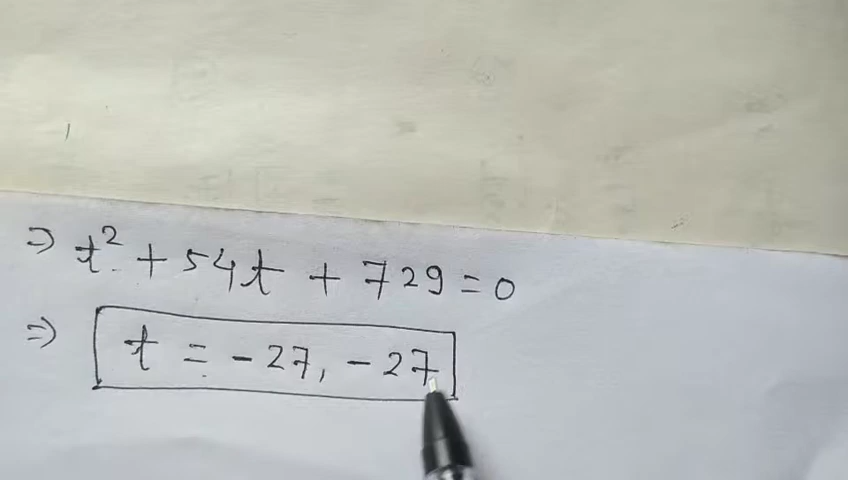 ⇒ t² + 54t + 729 = 0
⇒ t = -27, -27